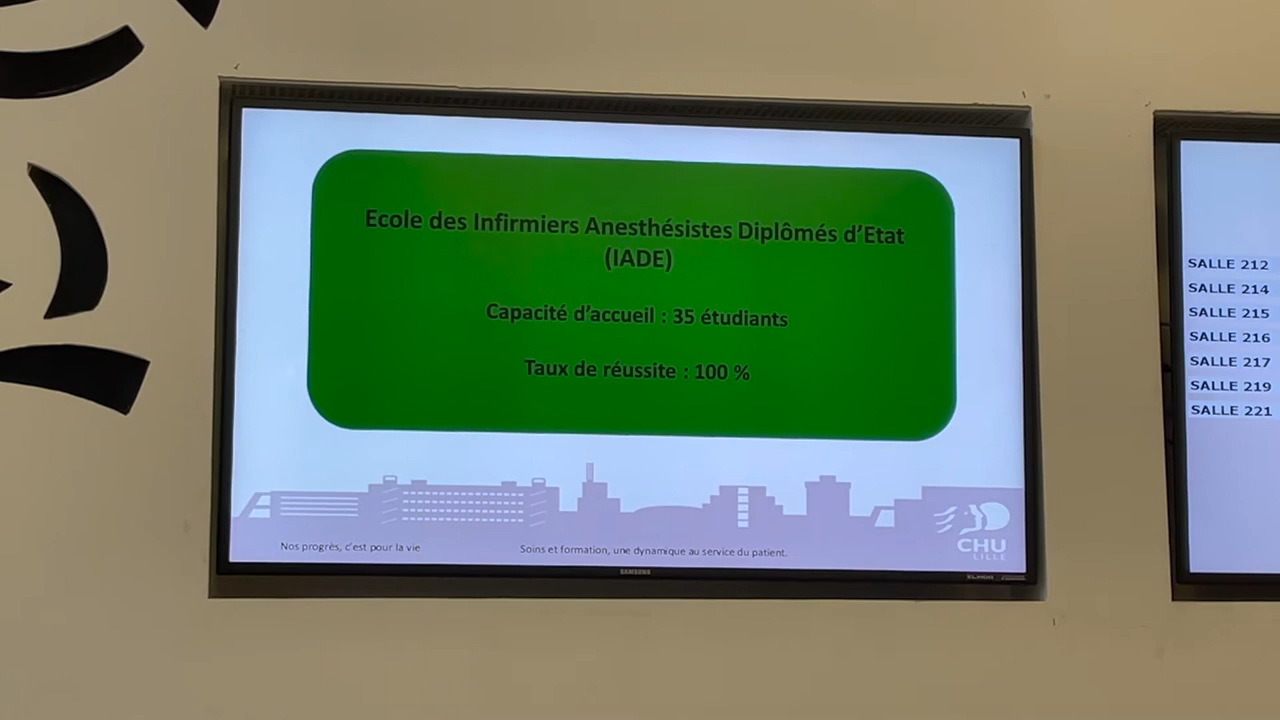 Ecole des Infirmiers Anesthésistes Diplômés d'Etat
(IADE)
Capacité d'accueil : 35 étudiants
Taux de réussite : 100 %
Nos progrès, c'est pour la vie
Soins et formation, une dynamique au service du patient.
CHU
LILLE
SAMSUNG
SALLE 212
SALLE 214
SALLE 215
SALLE 216
SALLE 217
SALLE 219
SALLE 221